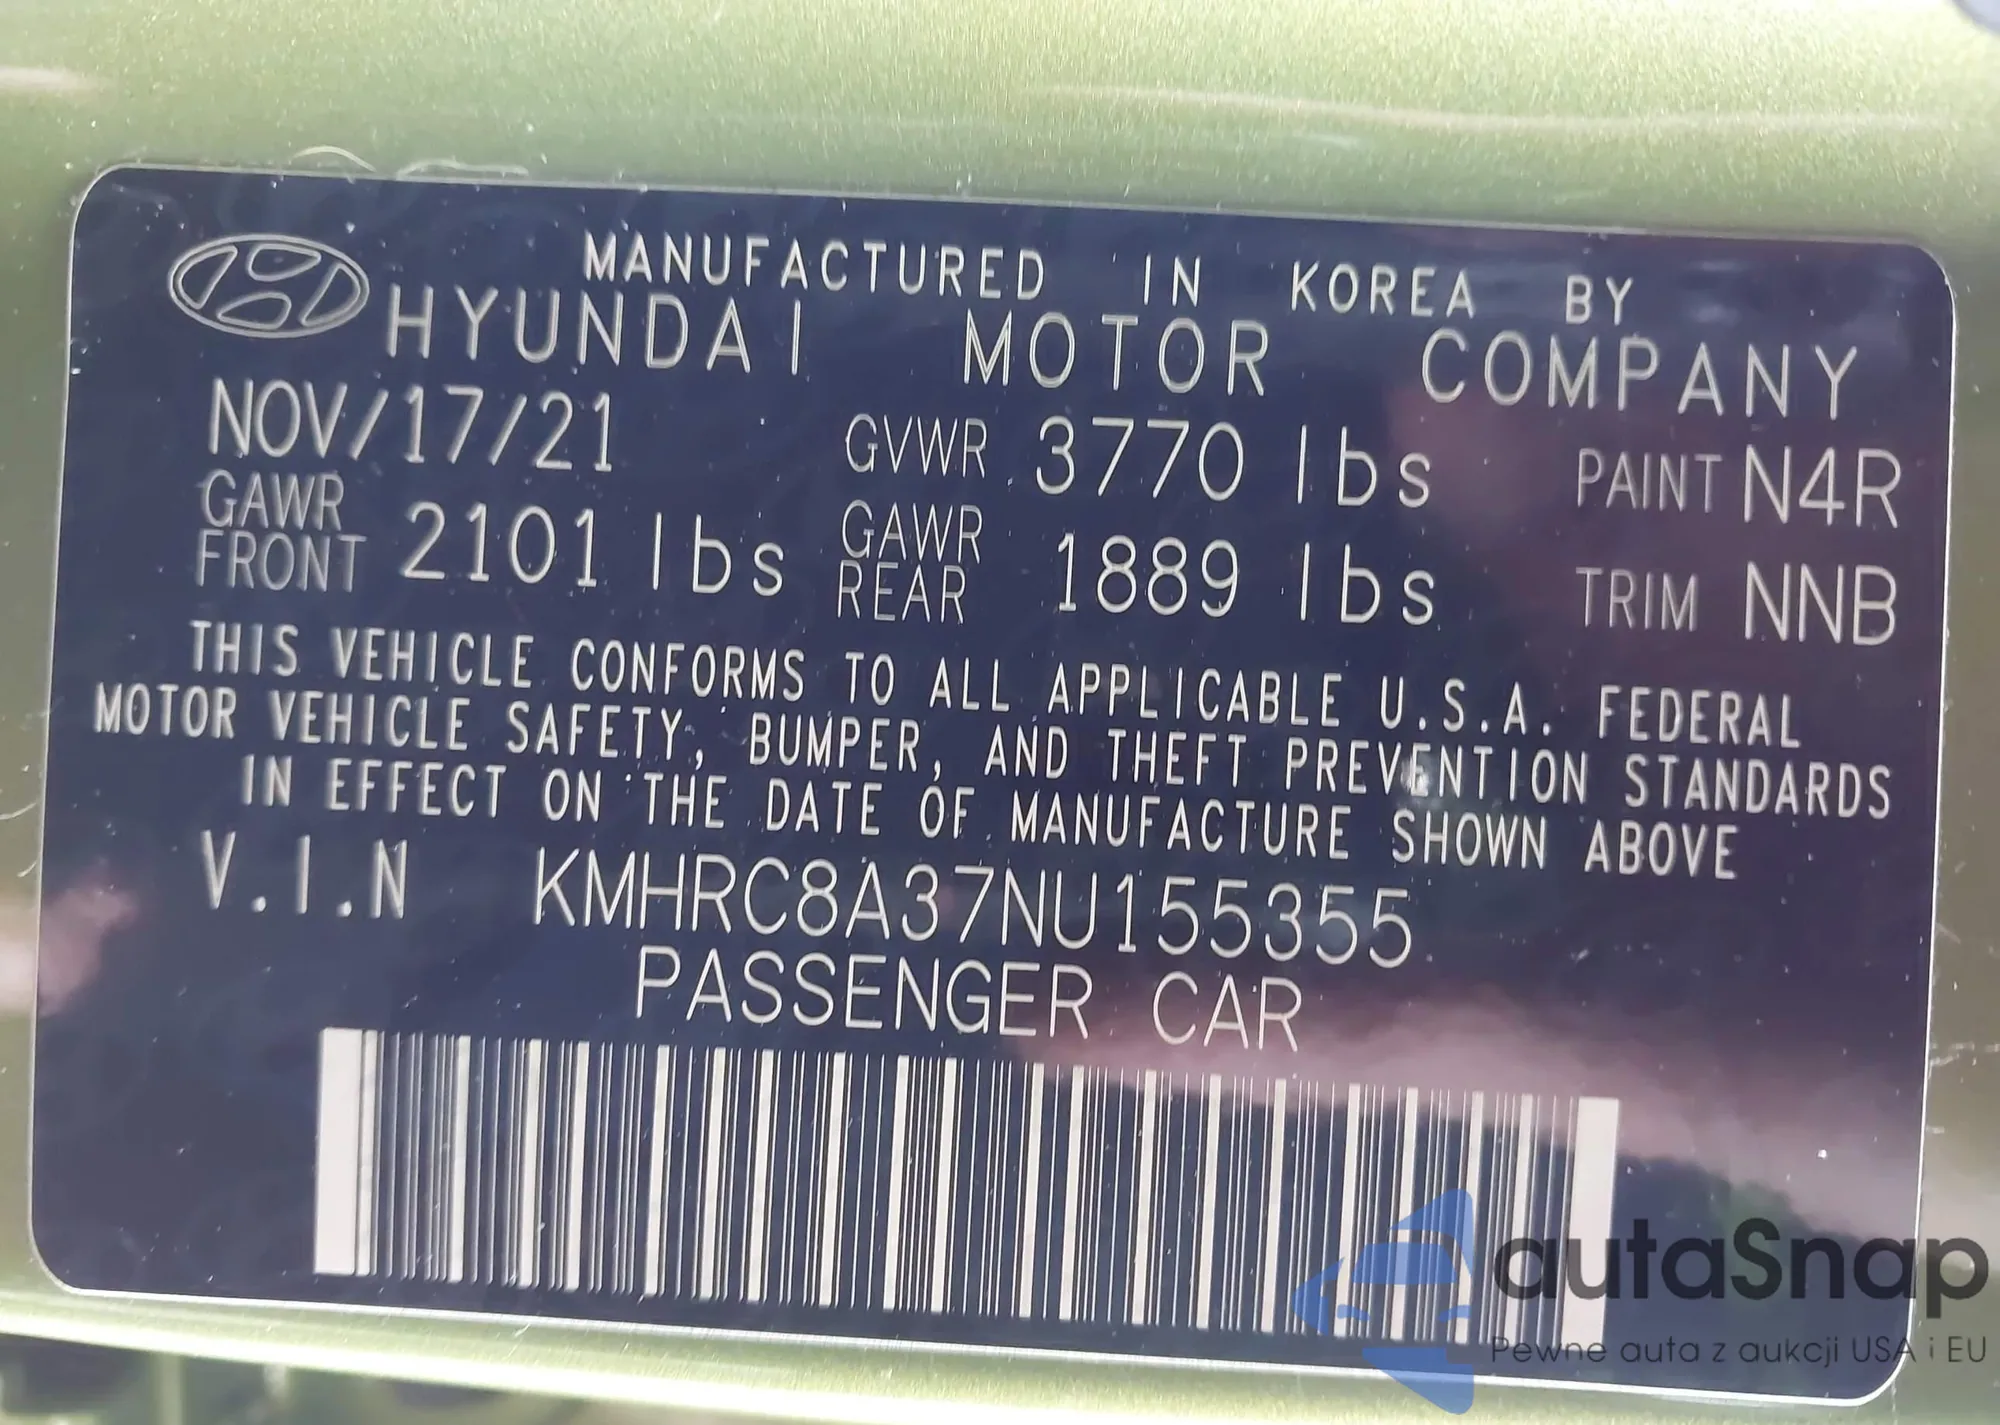 MANUFACTURED IN KOREA BY
HYUNDAI MOTOR COMPANY
NOV/17/21 GVWR 3770 lbs PAINT N4R
GAWR FRONT 2101 lbs GAWR REAR 1889 lbs TRIM NNB
THIS VEHICLE CONFORMS TO ALL APPLICABLE U.S.A. FEDERAL
MOTOR VEHICLE SAFETY, BUMPER, AND THEFT PREVENTION STANDARDS
IN EFFECT ON THE DATE OF MANUFACTURE SHOWN ABOVE
V.I.N KMHRC8A37NU155355
PASSENGER CAR
autaSnap
Pewne auta z aukcji USA i EU